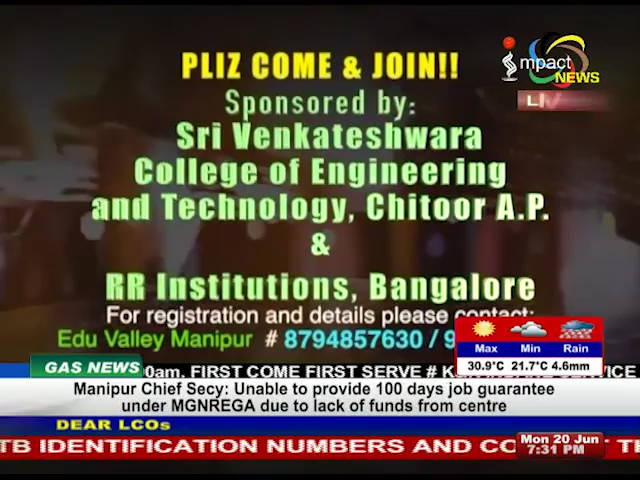 PLIZ COME & JOIN!!
impact
NEWS
LIV
Sponsored by:
Sri Venkateshwara
College of Engineering
and Technology, Chitoor A.P.
&
RR Institutions, Bangalore
For registration and details please contact:
Edu Valley Manipur # 8794857630 / 9
Max Min Rain
30.9°C 21.7°C 4.6mm
GAS NEWS
00am, FIRST COME FIRST SERVE #
Manipur Chief Secy: Unable to provide 100 days job guarantee
under MGNREGA due to lack of funds from centre
DEAR LCOs
TB IDENTIFICATION NUMBERS AND CO
Mon 20 Jun
7:31 PM